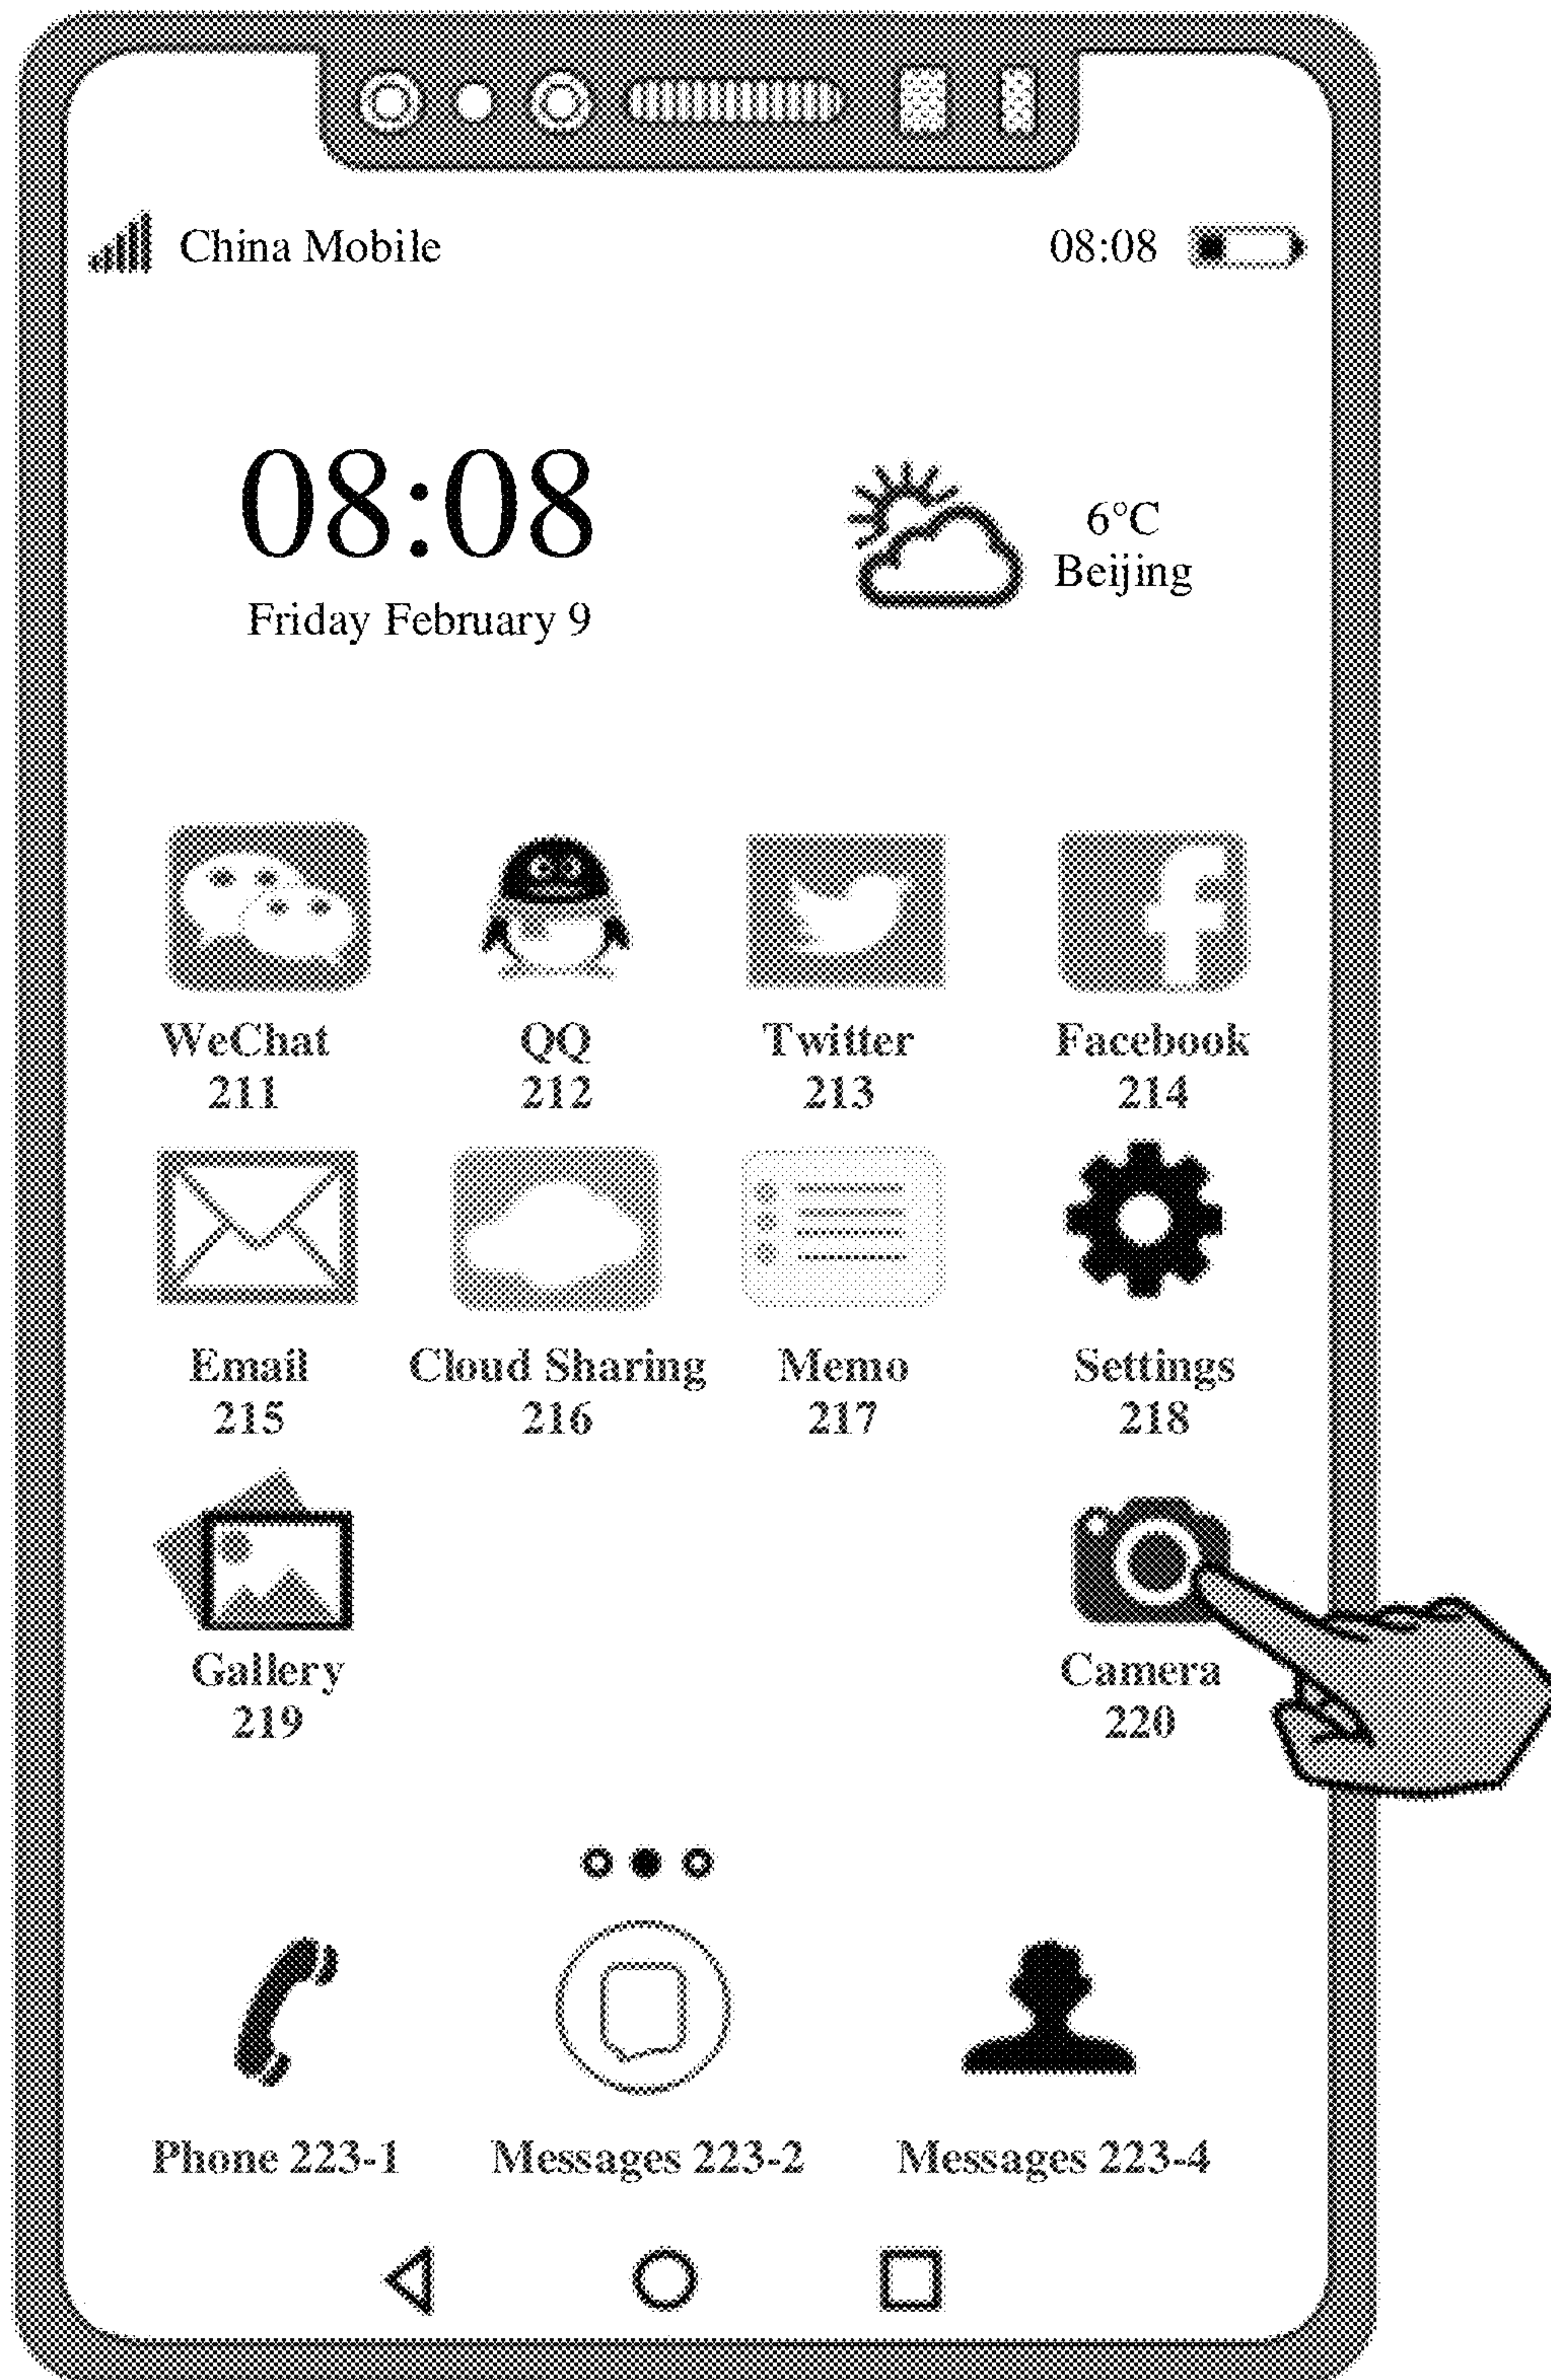 China Mobile 08:08
08:08
Friday February 9
6°C
Beijing
WeChat QQ Twitter Facebook
211 212 213 214
Email Cloud Sharing Memo Settings
215 216 217 218
Gallery Camera
219 220
Phone 223-1 Messages 223-2 Messages 223-4